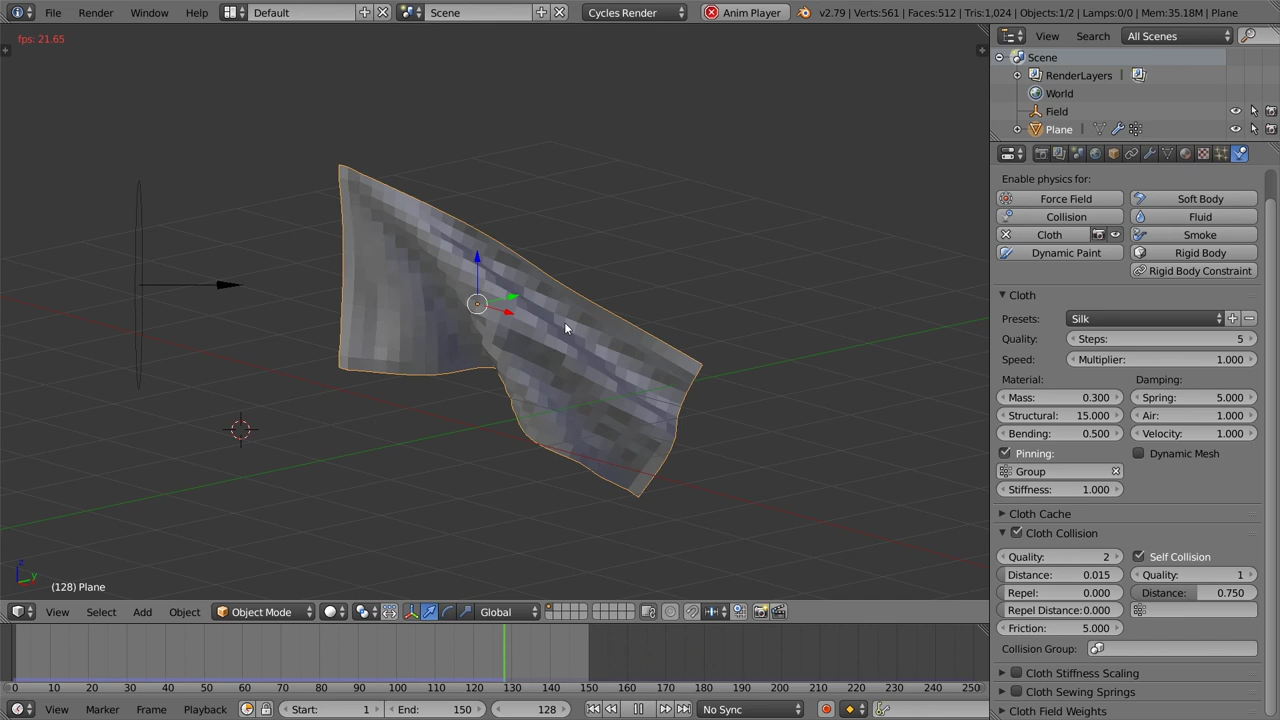 File Render Window Help Default Scene Cycles Render Anim Player v2.79 | Verts:561 | Faces:512 | Tris:1,024 | Objects:1/2 | Lamps:0/0 | Mem:35.18M | Plane
fps: 21.65
View Search All Scenes
Scene
RenderLayers
World
Field
Plane
Enable physics for:
Force Field Soft Body
Collision Fluid
Cloth Smoke
Dynamic Paint Rigid Body
Rigid Body Constraint
Cloth
Presets: Silk
Quality: Steps: 5
Speed: Multiplier: 1.000
Material: Damping:
Mass: 0.300 Spring: 5.000
Structural: 15.000 Air: 1.000
Bending: 0.500 Velocity: 1.000
Pinning: Dynamic Mesh
Group
Stiffness: 1.000
Cloth Cache
Cloth Collision
Quality: 2 Self Collision
Distance: 0.015 Quality: 1
Repel: 0.000 Distance: 0.750
Repel Distance: 0.000
Friction: 5.000
Collision Group:
Cloth Stiffness Scaling
Cloth Sewing Springs
Cloth Field Weights
z
y
(128) Plane
View Select Add Object Object Mode Global
0 10 20 30 40 50 60 70 80 90 100 110 120 130 140 150 160 170 180 190 200 210 220 230 240 250
View Marker Frame Playback Start: 1 End: 150 128 No Sync